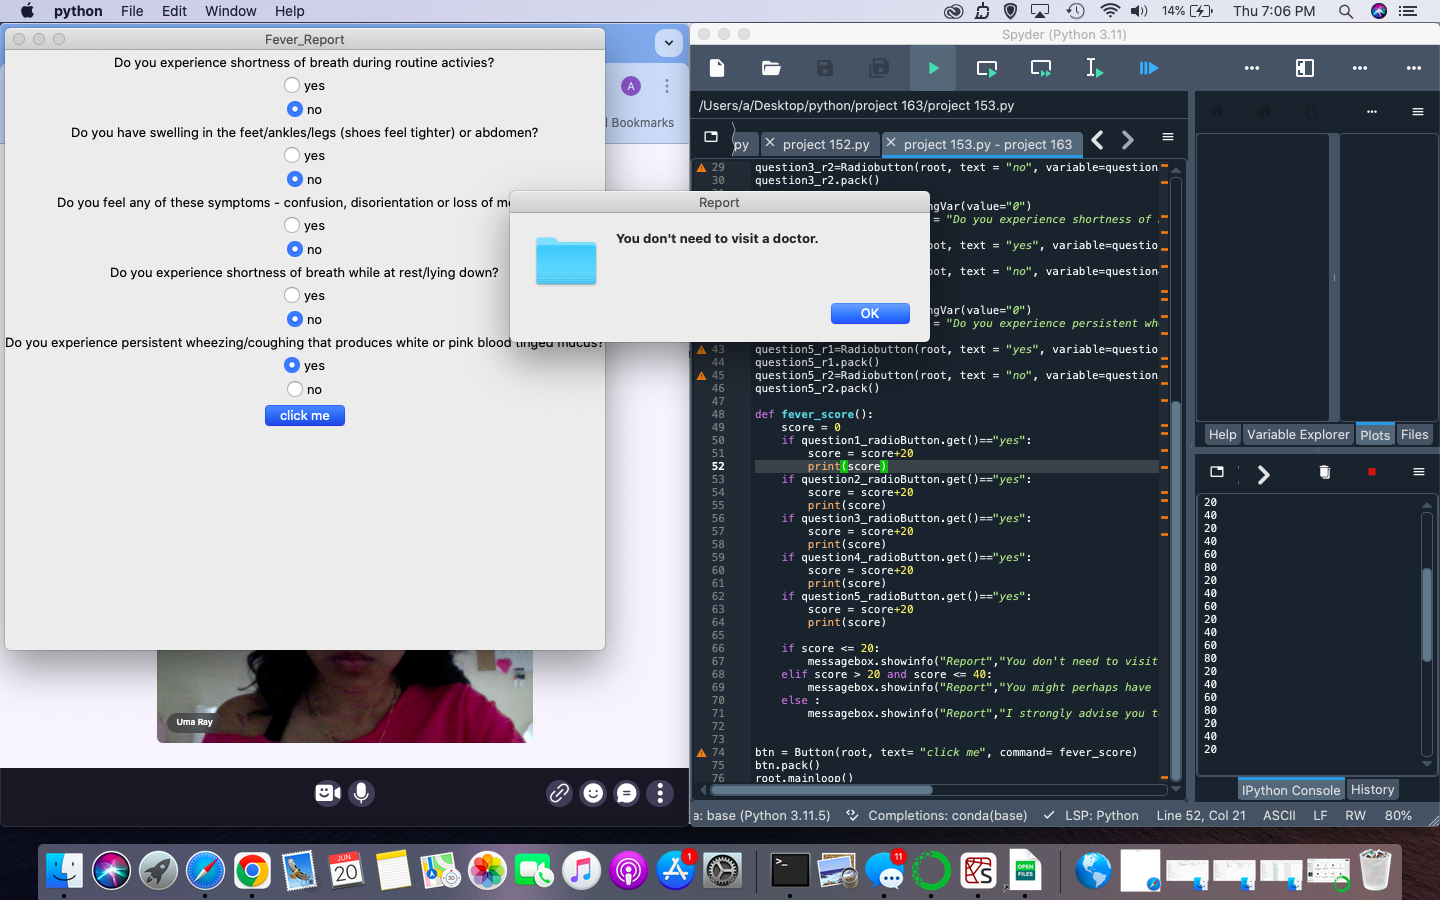 python File Edit Window Help
14% Thu 7:06 PM
Fever_Report
Do you experience shortness of breath during routine activies?
yes
no
Do you have swelling in the feet/ankles/legs (shoes feel tighter) or abdomen?
yes
no
Do you feel any of these symptoms - confusion, disorientation or loss of
yes
no
Do you experience shortness of breath while at rest/lying down?
yes
no
Do you experience persistent wheezing/coughing that produces white or pink blood tinged mucus?
yes
no
click me
A
Bookmarks
Uma Ray
Report
You don't need to visit a doctor.
OK
Spyder (Python 3.11)
/Users/a/Desktop/python/project 163/project 153.py
py project 152.py project 153.py - project 163
29 question3_r2=Radiobutton(root, text = "no", variable=question
30 question3_r2.pack()
ngVar(value="0")
= "Do you experience shortness of
oot, text = "yes", variable=questio
oot, text = "no", variable=question
ngVar(value="0")
= "Do you experience persistent whe
43 question5_r1=Radiobutton(root, text = "yes", variable=questio
44 question5_r1.pack()
45 question5_r2=Radiobutton(root, text = "no", variable=question
46 question5_r2.pack()
47
48 def fever_score():
49 score = 0
50 if question1_radioButton.get()=="yes":
51 score = score+20
52 print(score)
53 if question2_radioButton.get()=="yes":
54 score = score+20
55 print(score)
56 if question3_radioButton.get()=="yes":
57 score = score+20
58 print(score)
59 if question4_radioButton.get()=="yes":
60 score = score+20
61 print(score)
62 if question5_radioButton.get()=="yes":
63 score = score+20
64 print(score)
65
66 if score <= 20:
67 messagebox.showinfo("Report","You don't need to visit
68 elif score > 20 and score <= 40:
69 messagebox.showinfo("Report","You might perhaps have
70 else :
71 messagebox.showinfo("Report","I strongly advise you t
72
73
74 btn = Button(root, text= "click me", command= fever_score)
75 btn.pack()
76 root.mainloop()
Help Variable Explorer Plots Files
20
40
20
40
60
80
20
40
60
20
40
60
80
20
40
60
80
20
40
20
IPython Console History
a: base (Python 3.11.5) Completions: conda(base) LSP: Python Line 52, Col 21 ASCII LF RW 80%
JUN
20
1
>_
11
OPEN
FILES